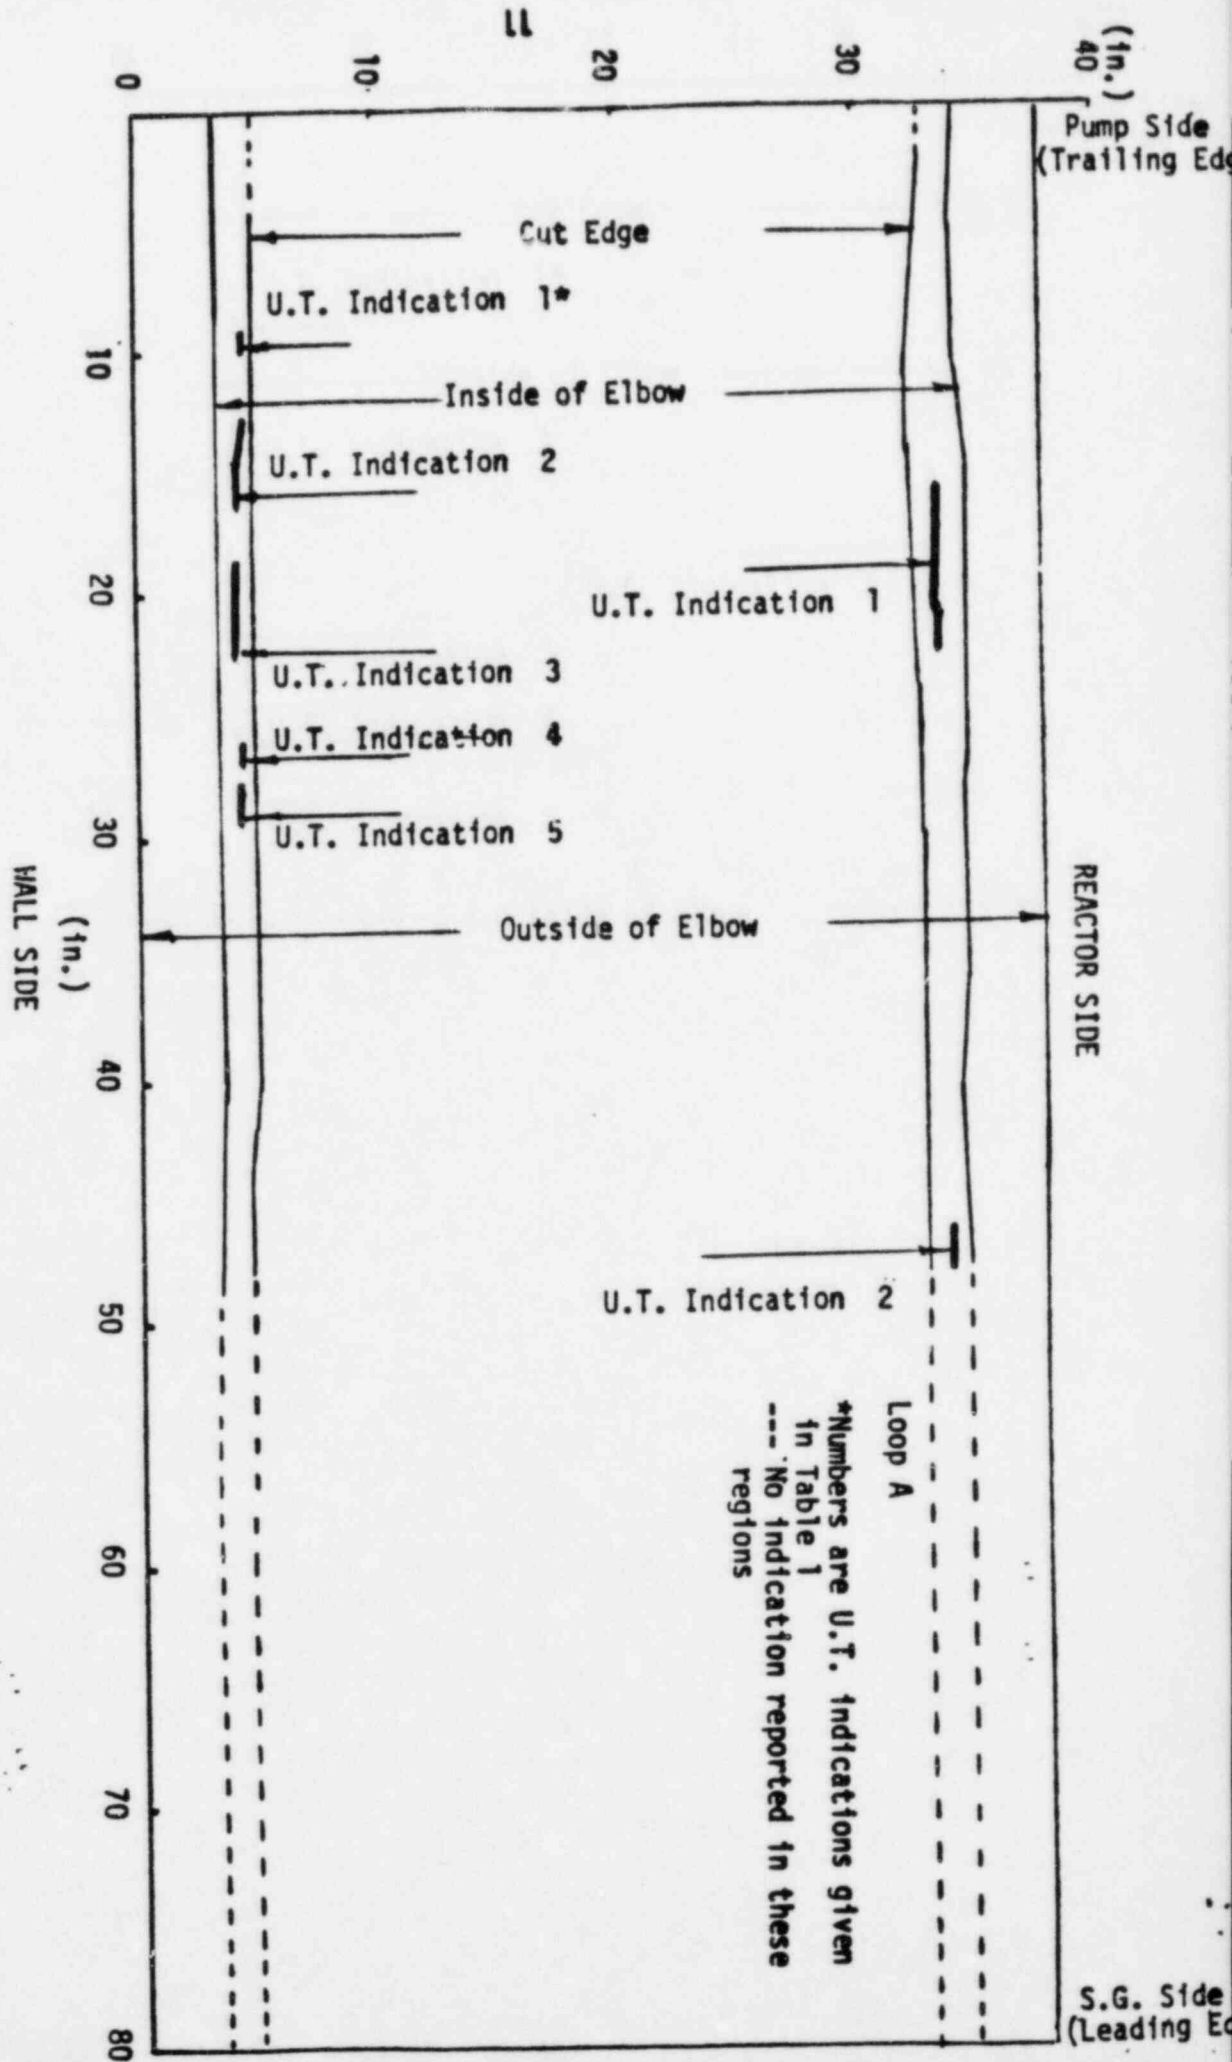 11
(in.)
0
10
20
30
40
Pump Side
(Trailing Edg
Cut Edge
U.T. Indication 1*
10
Inside of Elbow
U.T. Indication 2
20
U.T. Indication 1
U.T. Indication 3
U.T. Indication 4
30
U.T. Indication 5
WALL SIDE
(in.)
Outside of Elbow
REACTOR SIDE
40
50
U.T. Indication 2
Loop A
*Numbers are U.T. indications given
in Table 1
--- No indication reported in these
regions
60
70
80
S.G. Side
(Leading Ed